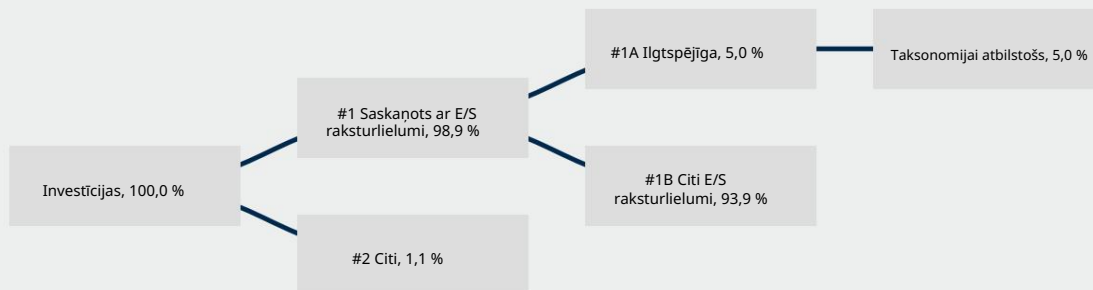 #1A Ilgtspējīga, 5,0 %
Taksonomijai atbilstošs, 5,0 %
#1 Saskaņots ar E/S
raksturlielumi, 98,9 %
#1B Citi E/S
raksturlielumi, 93,9 %
Investīcijas, 100,0 %
#2 Citi, 1,1 %